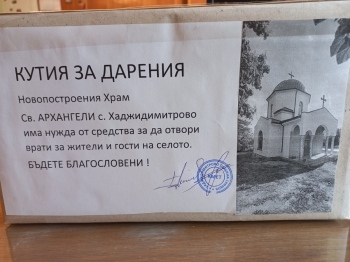 КУТИЯ ЗА ДАРЕНИЯ
Новопостроения Храм
Св. АРХАНГЕЛИ с. Хаджидимитрово
има нужда от средства за да отвори
врати за жители и гости на селото.
БЪДЕТЕ БЛАГОСЛОВЕНИ !